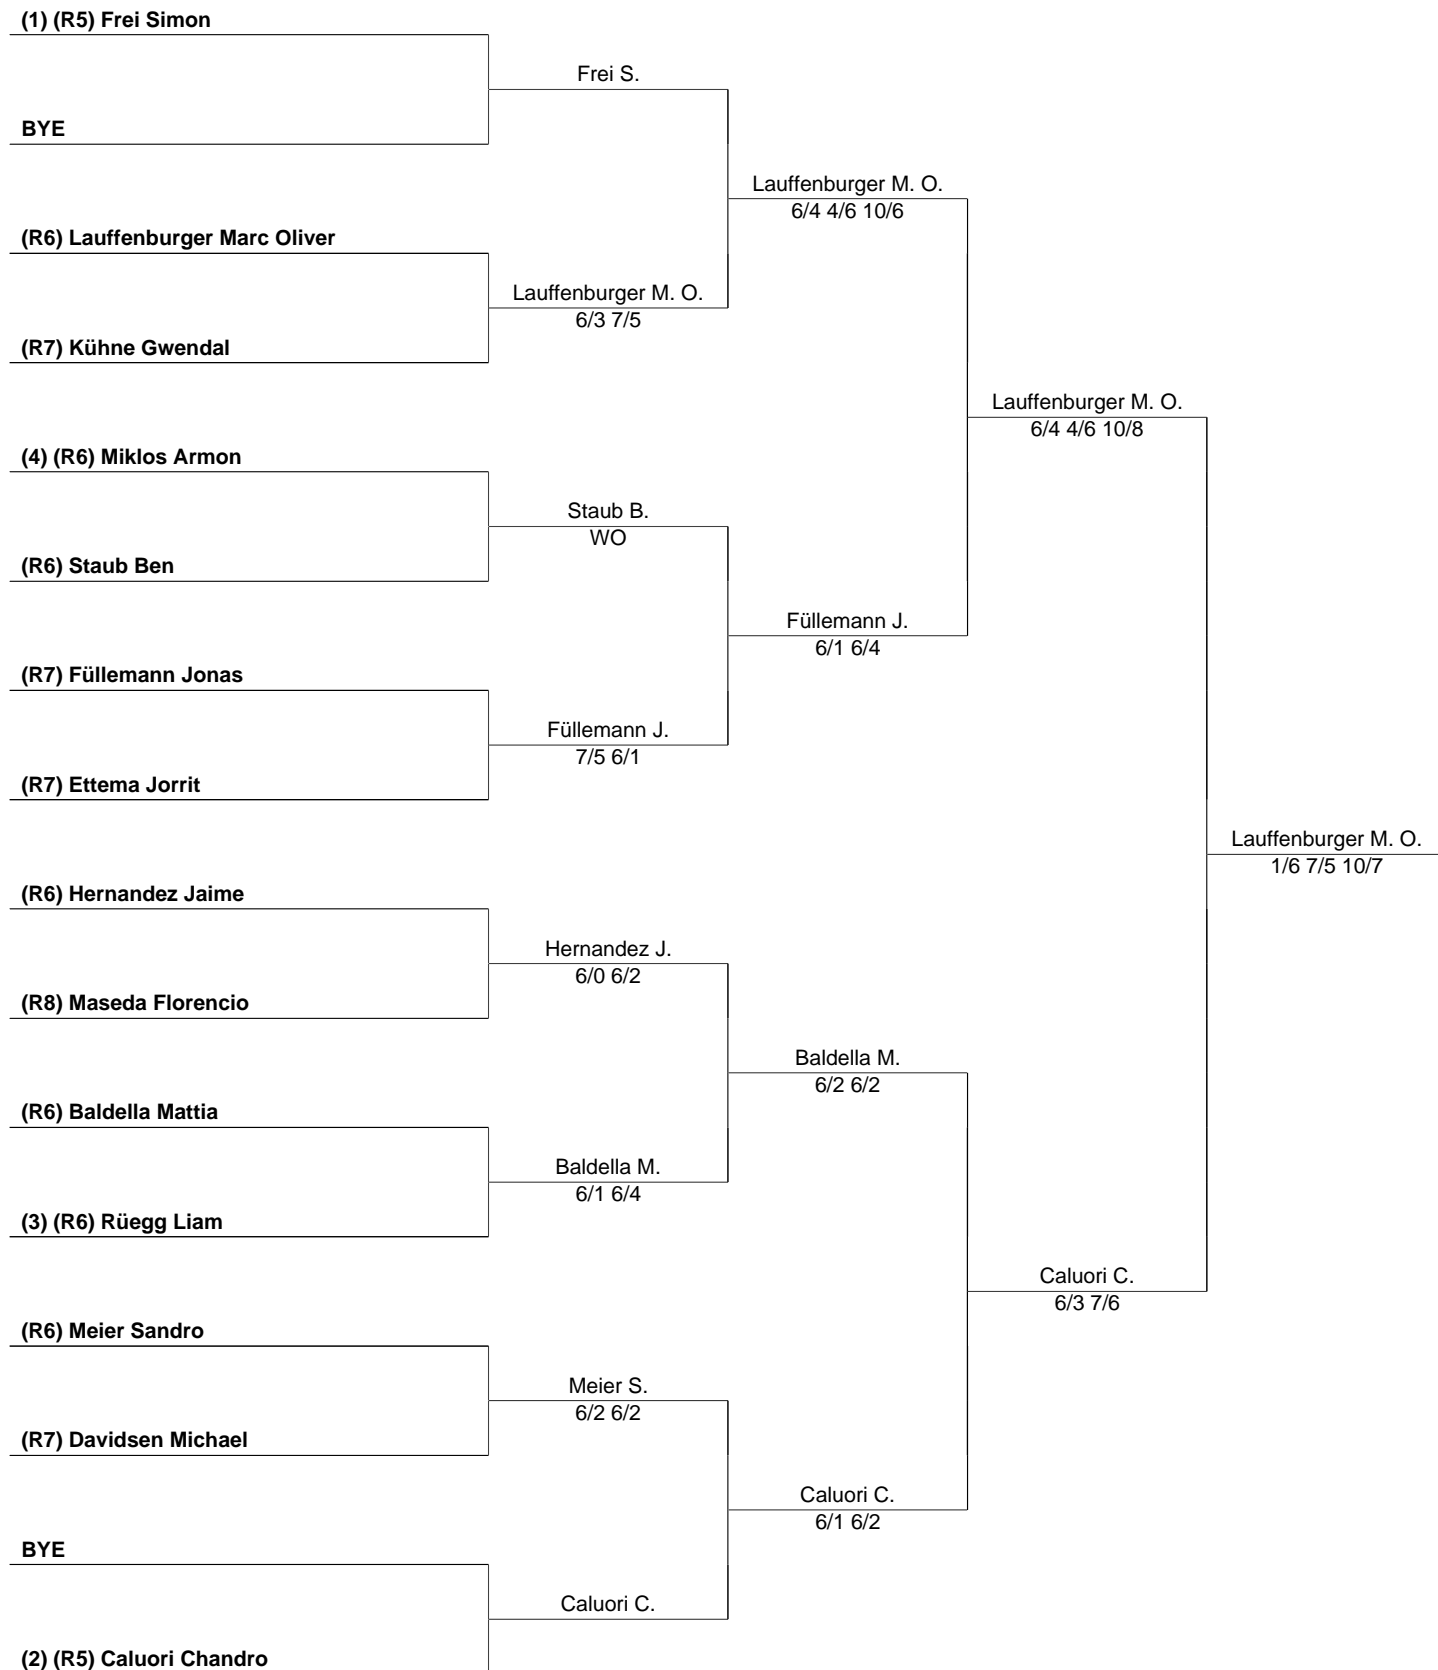 (1) (R5) Frei Simon
Frei S.
BYE
Lauffenburger M. O.
6/4 4/6 10/6
(R6) Lauffenburger Marc Oliver
Lauffenburger M. O.
6/3 7/5
(R7) Kühne Gwendal
Lauffenburger M. O.
6/4 4/6 10/8
(4) (R6) Miklos Armon
Staub B.
WO
(R6) Staub Ben
Füllemann J.
6/1 6/4
(R7) Füllemann Jonas
Füllemann J.
7/5 6/1
(R7) Ettema Jorrit
Lauffenburger M. O.
1/6 7/5 10/7
(R6) Hernandez Jaime
Hernandez J.
6/0 6/2
(R8) Maseda Florencio
Baldella M.
6/2 6/2
(R6) Baldella Mattia
Baldella M.
6/1 6/4
(3) (R6) Rüegg Liam
Caluori C.
6/3 7/6
(R6) Meier Sandro
Meier S.
6/2 6/2
(R7) Davidsen Michael
Caluori C.
6/1 6/2
BYE
Caluori C.
(2) (R5) Caluori Chandro